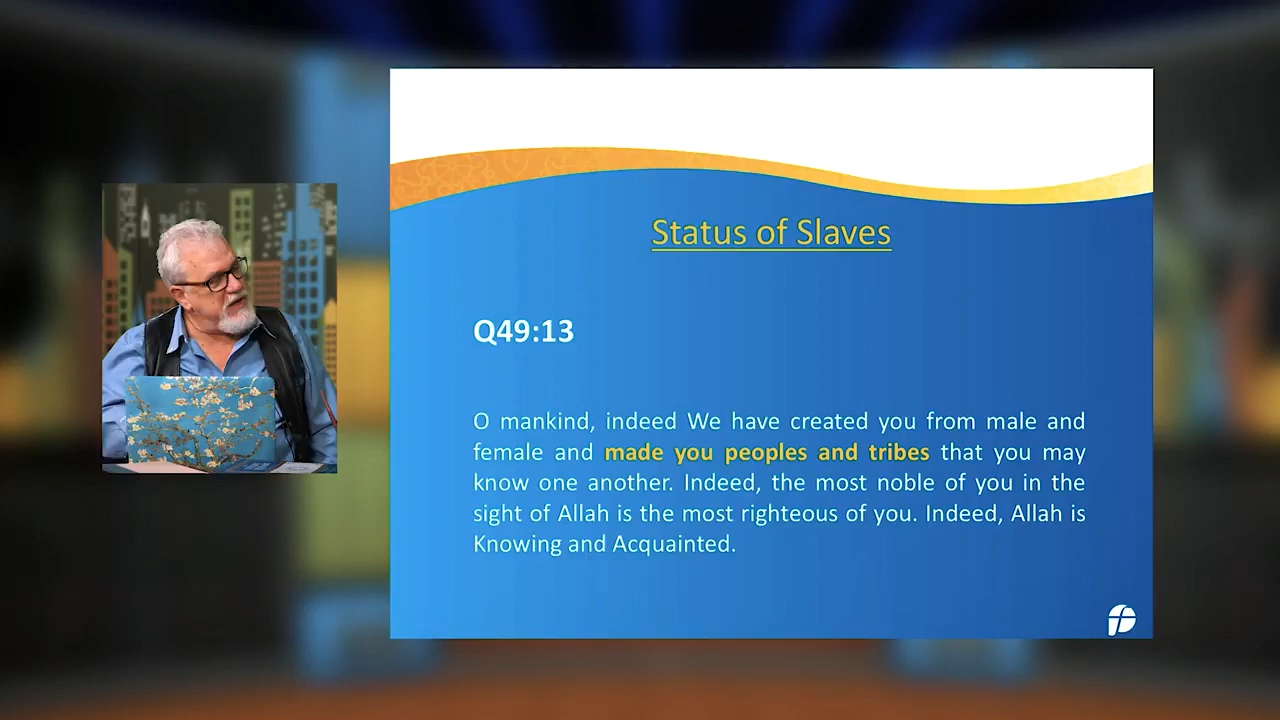 Status of Slaves
Q49:13
O mankind, indeed We have created you from male and
female and made you peoples and tribes that you may
know one another. Indeed, the most noble of you in the
sight of Allah is the most righteous of you. Indeed, Allah is
Knowing and Acquainted.